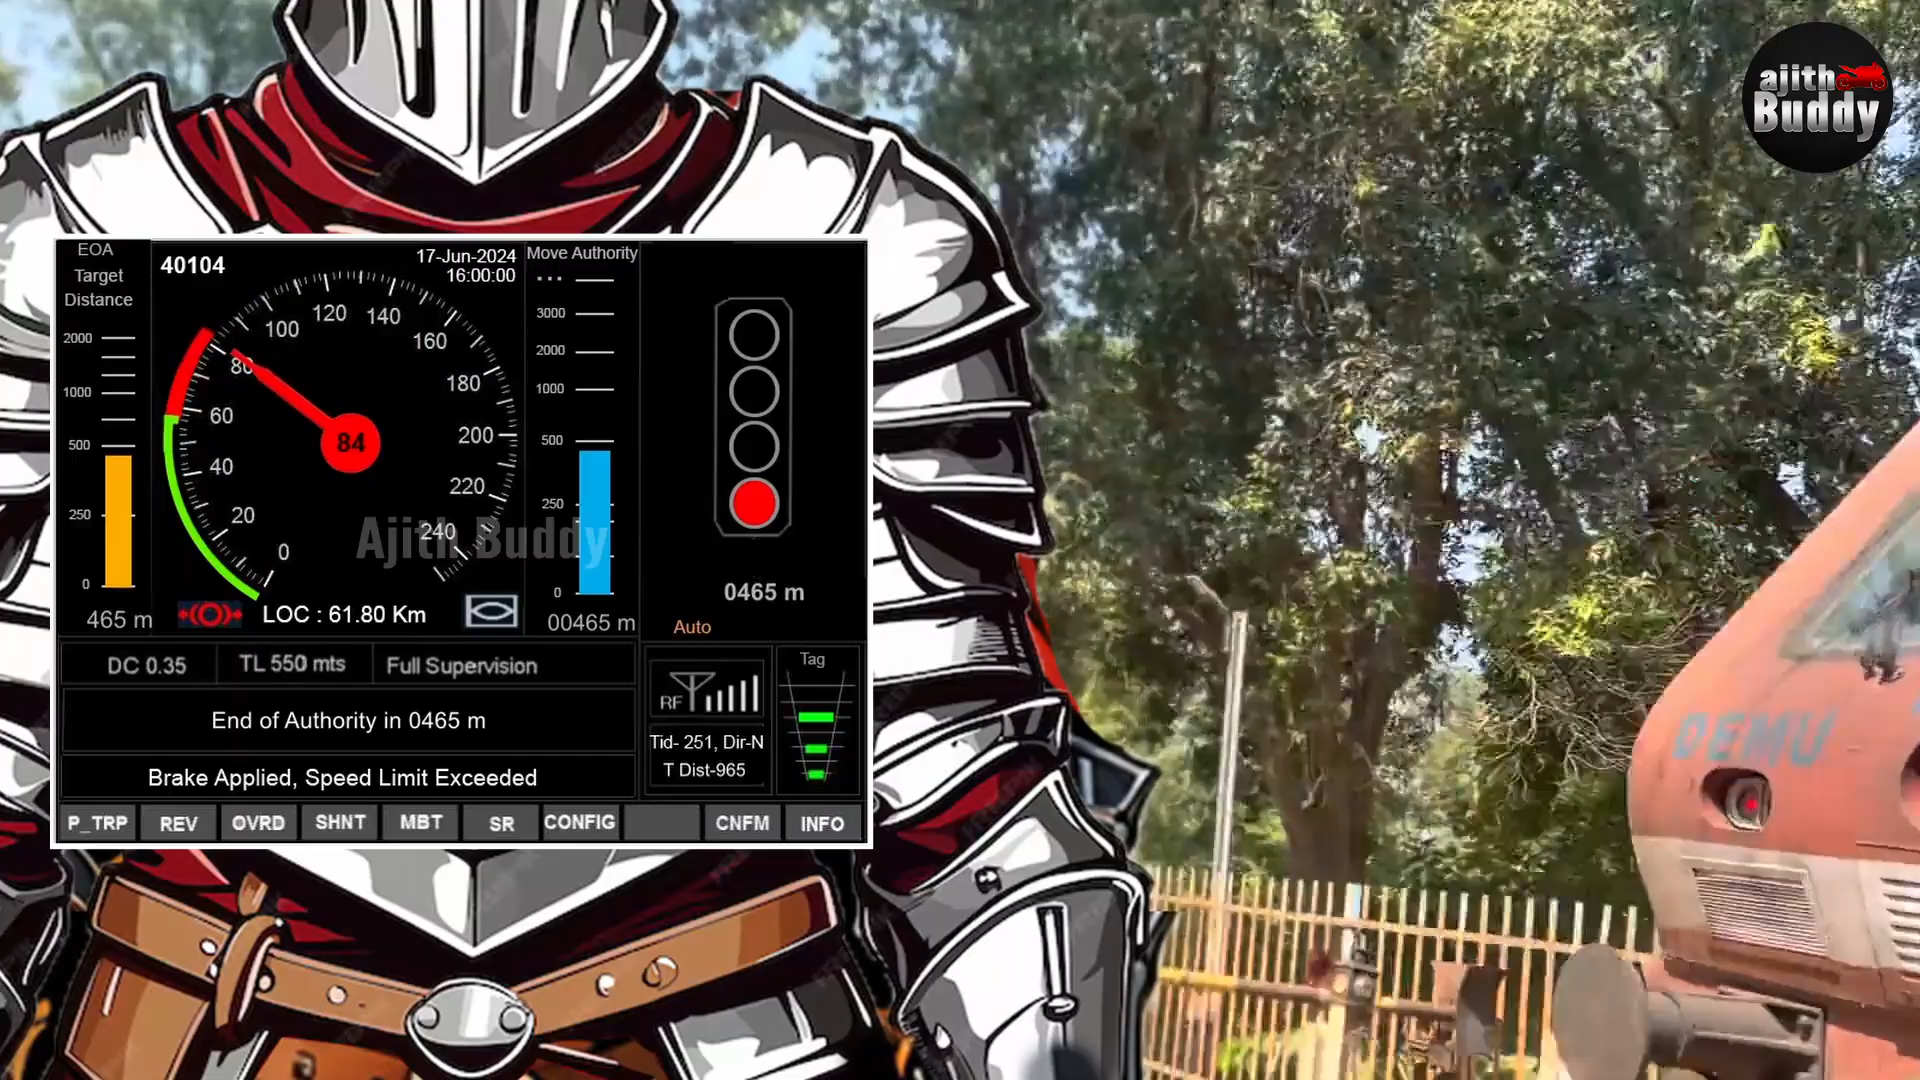 ajith
Buddy
EOA
Target
Distance
2000
1000
500
250
0
465 m
40104
17-Jun-2024
16:00:00
0
20
40
60
80
100
120
140
160
180
200
220
240
84
Ajith Buddy
LOC : 61.80 Km
Move Authority
3000
2000
1000
500
250
0
00465 m
0465 m
Auto
DC 0.35
TL 550 mts
Full Supervision
End of Authority in 0465 m
Brake Applied, Speed Limit Exceeded
RF
Tid- 251, Dir-N
T Dist-965
Tag
P_TRP
REV
OVRD
SHNT
MBT
SR
CONFIG
CNFM
INFO
DEMU